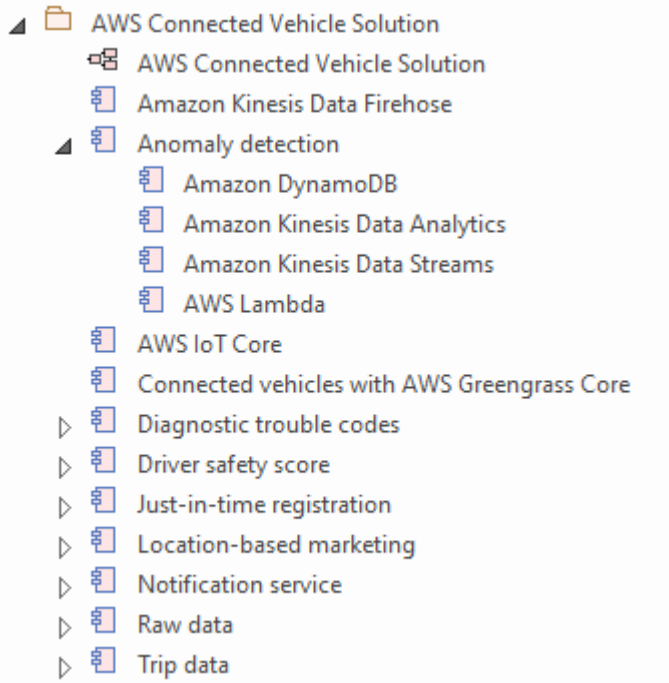 AWS Connected Vehicle Solution
AWS Connected Vehicle Solution
Amazon Kinesis Data Firehose
Anomaly detection
Amazon DynamoDB
Amazon Kinesis Data Analytics
Amazon Kinesis Data Streams
AWS Lambda
AWS IoT Core
Connected vehicles with AWS Greengrass Core
Diagnostic trouble codes
Driver safety score
Just-in-time registration
Location-based marketing
Notification service
Raw data
Trip data